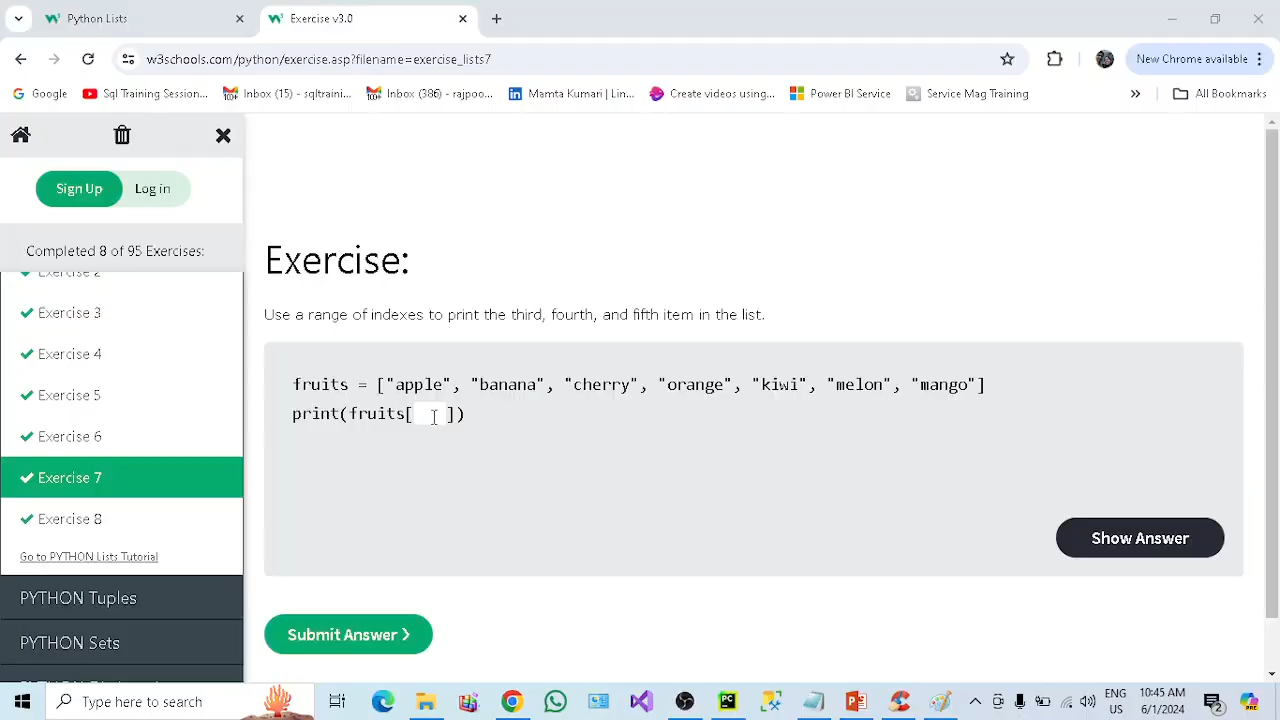 Python Lists
Exercise v3.0
w3schools.com/python/exercise.asp?filename=exercise_lists7
New Chrome available
Google
Sql Training Session...
Inbox (15) - sqltraini...
Inbox (386) - rajpoo...
Mamta Kumari | Lin...
Create videos using...
Power BI Service
Service Mag Training
All Bookmarks
Sign Up
Log in
Completed 8 of 95 Exercises:
Exercise 2
Exercise 3
Exercise 4
Exercise 5
Exercise 6
Exercise 7
Exercise 8
Go to PYTHON Lists Tutorial
PYTHON Tuples
PYTHON Sets
Exercise:
Use a range of indexes to print the third, fourth, and fifth item in the list.
fruits = ["apple", "banana", "cherry", "orange", "kiwi", "melon", "mango"]
print(fruits[ ])
Show Answer
Submit Answer ❯
Type here to search
ENG
US
10:45 AM
6/1/2024
2